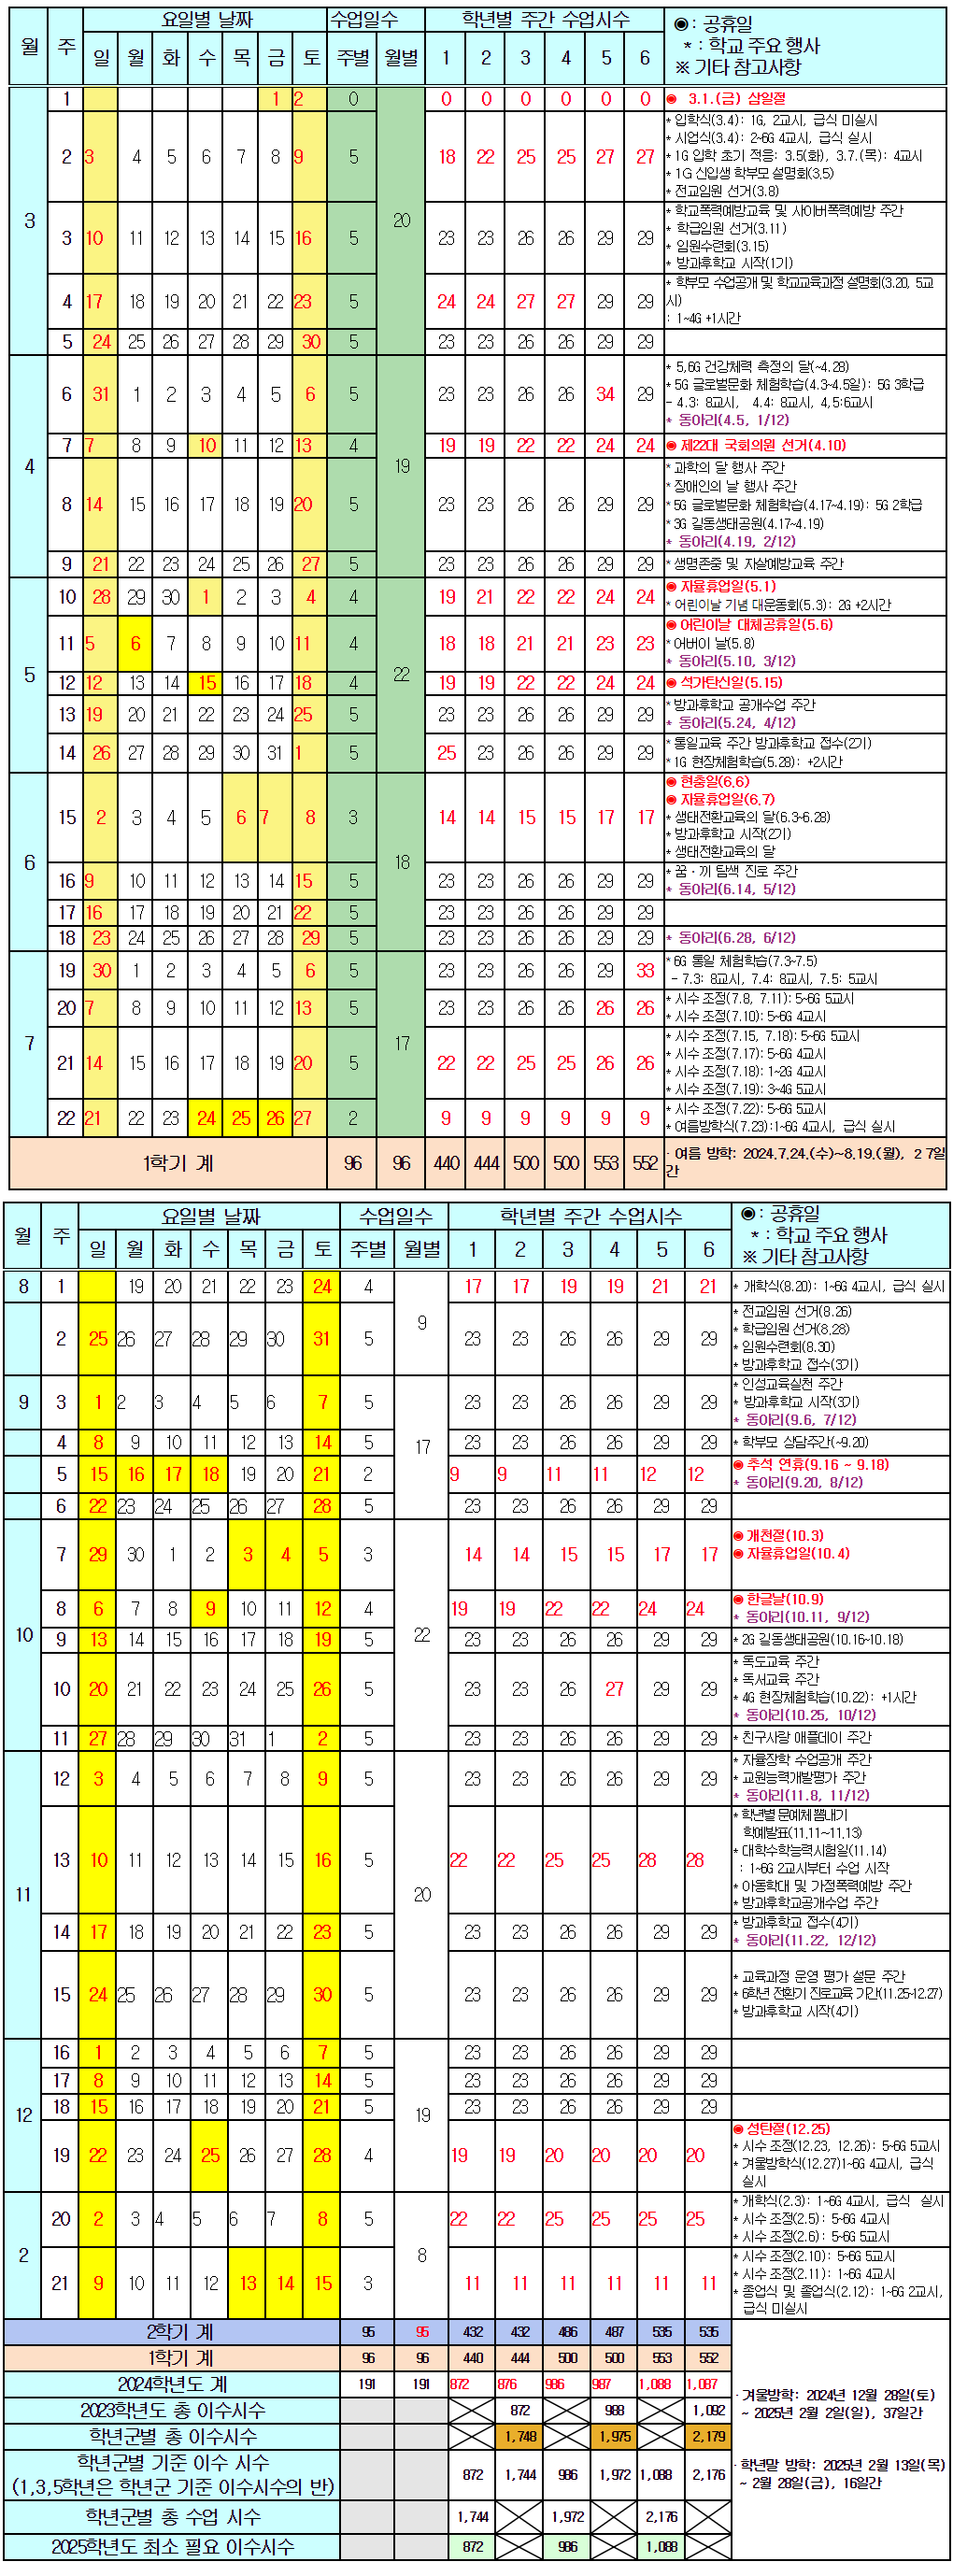 월 주 요일별 날짜 수업일수 학년별 주간 수업시수 ◉ : 공휴일
* : 학교 주요 행사
※ 기타 참고사항
일 월 화 수 목 금 토 주별 월별 1 2 3 4 5 6
3 1 1 2 0 20 0 0 0 0 0 0 ◉ 3.1.(금) 삼일절
2 3 4 5 6 7 8 9 5 18 22 25 25 27 27 * 입학식(3.4): 1G, 2교시, 급식 미실시
* 시업식(3.4): 2~6G 4교시, 급식 실시
* 1G 입학 초기 적응: 3.5(화), 3.7.(목): 4교시
* 1G 신입생 학부모 설명회(3.5)
* 전교임원 선거(3.8)
3 10 11 12 13 14 15 16 5 23 23 26 26 29 29 * 학교폭력예방교육 및 사이버폭력예방 주간
* 학급임원 선거(3.11)
* 임원수련회(3.15)
* 방과후학교 시작(1기)
4 17 18 19 20 21 22 23 5 24 24 27 27 29 29 * 학부모 수업공개 및 학교교육과정 설명회(3.20, 5교
시)
: 1~4G +1시간
5 24 25 26 27 28 29 30 5 23 23 26 26 29 29
4 6 31 1 2 3 4 5 6 5 19 23 23 26 26 34 29 * 5,6G 건강체력 측정의 달(~4.28)
* 5G 글로벌문화 체험학습(4.3~4.5일): 5G 3학급
- 4.3: 8교시, 4.4: 8교시, 4,5:6교시
* 동아리(4.5, 1/12)
7 7 8 9 10 11 12 13 4 19 19 22 22 24 24 ◉ 제22대 국회의원 선거(4.10)
8 14 15 16 17 18 19 20 5 23 23 26 26 29 29 * 과학의 달 행사 주간
* 장애인의 날 행사 주간
* 5G 글로벌문화 체험학습(4.17~4.19): 5G 2학급
* 3G 길동생태공원(4.17~4.19)
* 동아리(4.19, 2/12)
9 21 22 23 24 25 26 27 5 23 23 26 26 29 29 * 생명존중 및 자살예방교육 주간
5 10 28 29 30 1 2 3 4 4 22 19 21 22 22 24 24 ◉ 자율휴업일(5.1)
* 어린이날 기념 대운동회(5.3): 2G +2시간
11 5 6 7 8 9 10 11 4 18 18 21 21 23 23 ◉ 어린이날 대체공휴일(5.6)
* 어버이 날(5.8)
* 동아리(5.10, 3/12)
12 12 13 14 15 16 17 18 4 19 19 22 22 24 24 ◉ 석가탄신일(5.15)
13 19 20 21 22 23 24 25 5 23 23 26 26 29 29 * 방과후학교 공개수업 주간
* 동아리(5.24, 4/12)
14 26 27 28 29 30 31 1 5 25 23 26 26 29 29 * 통일교육 주간 방과후학교 접수(2기)
* 1G 현장체험학습(5.28): +2시간
6 15 2 3 4 5 6 7 8 3 18 14 14 15 15 17 17 ◉ 현충일(6.6)
◉ 자율휴업일(6.7)
* 생태전환교육의 달(6.3~6.28)
* 방과후학교 시작(2기)
* 생태전환교육의 달
16 9 10 11 12 13 14 15 5 23 23 26 26 29 29 * 꿈·끼 탐색 진로 주간
* 동아리(6.14, 5/12)
17 16 17 18 19 20 21 22 5 23 23 26 26 29 29
18 23 24 25 26 27 28 29 5 23 23 26 26 29 29 * 동아리(6.28, 6/12)
7 19 30 1 2 3 4 5 6 5 17 23 23 26 26 29 33 * 6G 통일 체험학습(7.3~7.5)
- 7.3: 8교시, 7.4: 8교시, 7.5: 5교시
20 7 8 9 10 11 12 13 5 23 23 26 26 26 26 * 시수 조정(7.8, 7.11): 5~6G 5교시
* 시수 조정(7.10): 5~6G 4교시
21 14 15 16 17 18 19 20 5 22 22 25 25 26 26 * 시수 조정(7.15, 7.18): 5~6G 5교시
* 시수 조정(7.17): 5~6G 4교시
* 시수 조정(7.18): 1~2G 4교시
* 시수 조정(7.19): 3~4G 5교시
22 21 22 23 24 25 26 27 2 9 9 9 9 9 9 * 시수 조정(7.22): 5~6G 5교시
* 여름방학식(7.23):1~6G 4교시, 급식 실시
1학기 계 96 96 440 444 500 500 553 552 · 여름 방학: 2024.7.24.(수)~8.19.(월), 2 7일
간
월 주 요일별 날짜 수업일수 학년별 주간 수업시수 ◉ : 공휴일
* : 학교 주요 행사
※ 기타 참고사항
일 월 화 수 목 금 토 주별 월별 1 2 3 4 5 6
8 1 19 20 21 22 23 24 4 9 17 17 19 19 21 21 * 개학식(8.20): 1~6G 4교시, 급식 실시
2 25 26 27 28 29 30 31 5 23 23 26 26 29 29 * 전교임원 선거(8.26)
* 학급임원 선거(8.28)
* 임원수련회(8.30)
* 방과후학교 접수(3기)
9 3 1 2 3 4 5 6 7 5 17 23 23 26 26 29 29 * 인성교육실천 주간
* 방과후학교 시작(3기)
* 동아리(9.6, 7/12)
4 8 9 10 11 12 13 14 5 23 23 26 26 29 29 * 학부모 상담주간(~9.20)
5 15 16 17 18 19 20 21 2 9 9 11 11 12 12 ◉ 추석 연휴(9.16 ~ 9.18)
* 동아리(9.20, 8/12)
6 22 23 24 25 26 27 28 5 23 23 26 26 29 29
10 7 29 30 1 2 3 4 5 3 22 14 14 15 15 17 17 ◉ 개천절(10.3)
◉ 자율휴업일(10.4)
8 6 7 8 9 10 11 12 4 19 19 22 22 24 24 ◉ 한글날(10.9)
* 동아리(10.11, 9/12)
9 13 14 15 16 17 18 19 5 23 23 26 26 29 29 * 2G 길동생태공원(10.16~10.18)
10 20 21 22 23 24 25 26 5 23 23 26 27 29 29 * 독도교육 주간
* 독서교육 주간
* 4G 현장체험학습(10.22): +1시간
* 동아리(10.25, 10/12)
11 27 28 29 30 31 1 2 5 23 23 26 26 29 29 * 친구사랑 애플데이 주간
11 12 3 4 5 6 7 8 9 5 20 23 23 26 26 29 29 * 자율장학 수업공개 주간
* 교원능력개발평가 주간
* 동아리(11.8, 11/12)
13 10 11 12 13 14 15 16 5 22 22 25 25 28 28 * 학년별 문예체 뽐내기
학예발표(11.11~11.13)
* 대학수학능력시험일(11.14)
: 1~6G 2교시부터 수업 시작
* 아동학대 및 가정폭력예방 주간
* 방과후학교공개수업 주간
14 17 18 19 20 21 22 23 5 23 23 26 26 29 29 * 방과후학교 접수(4기)
* 동아리(11.22, 12/12)
15 24 25 26 27 28 29 30 5 23 23 26 26 29 29 * 교육과정 운영 평가 설문 주간
* 6학년 전환기 진로교육 기간(11.25~12.27)
* 방과후학교 시작(4기)
12 16 1 2 3 4 5 6 7 5 19 23 23 26 26 29 29
17 8 9 10 11 12 13 14 5 23 23 26 26 29 29
18 15 16 17 18 19 20 21 5 23 23 26 26 29 29
19 22 23 24 25 26 27 28 4 19 19 20 20 20 20 ◉ 성탄절(12.25)
* 시수 조정(12.23, 12.26): 5~6G 5교시
* 겨울방학식(12.27)1~6G 4교시, 급식
실시
2 20 2 3 4 5 6 7 8 5 8 22 22 25 25 25 25 * 개학식(2.3): 1~6G 4교시, 급식 실시
* 시수 조정(2.5): 5~6G 4교시
* 시수 조정(2.6): 5~6G 5교시
21 9 10 11 12 13 14 15 3 11 11 11 11 11 11 * 시수 조정(2.10): 5~6G 5교시
* 시수 조정(2.11): 1~6G 4교시
* 종업식 및 졸업식(2.12): 1~6G 2교시,
급식 미실시
2학기 계 95 95 432 432 486 487 535 535
1학기 계 96 96 440 444 500 500 553 552
2024학년도 계 191 191 872 876 986 987 1,088 1,087
2023학년도 총 이수시수 872 988 1,092
학년군별 총 이수시수 1,748 1,975 2,179
학년군별 기준 이수 시수
(1,3,5학년은 학년군 기준 이수시수의 반) 872 1,744 986 1,972 1,088 2,176
학년군별 총 수업 시수 1,744 1,972 2,176
2025학년도 최소 필요 이수시수 872 986 1,088
· 겨울방학: 2024년 12월 28일(토)
~ 2025년 2월 2일(일), 37일간
· 학년말 방학: 2025년 2월 13일(목)
~ 2월 28일(금), 16일간